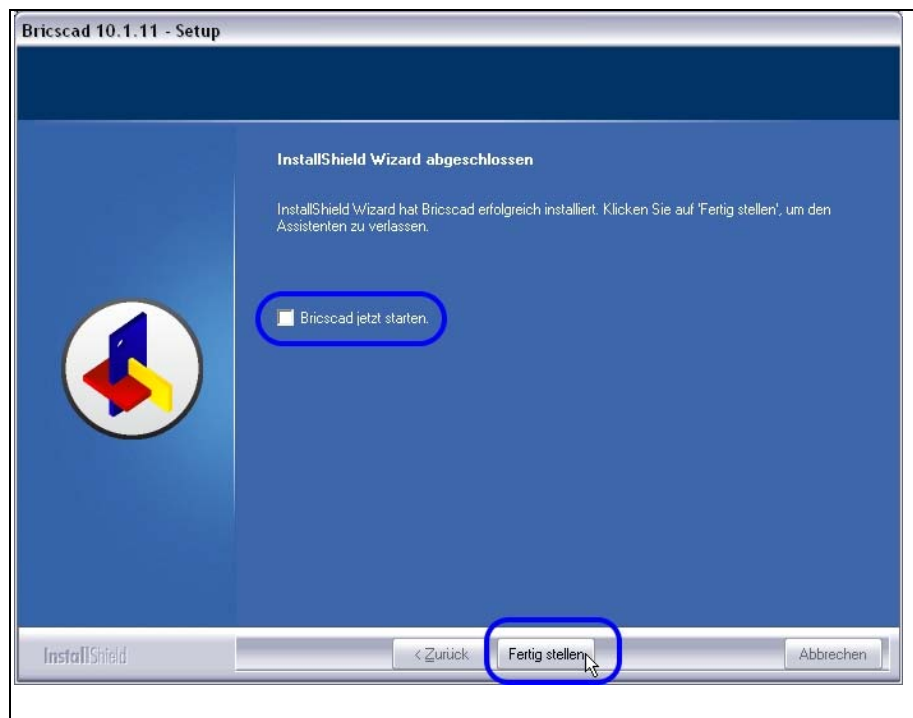 Bricscad 10.1.11 - Setup
InstallShield Wizard abgeschlossen
InstallShield Wizard hat Bricscad erfolgreich installiert. Klicken Sie auf 'Fertig stellen', um den
Assistenten zu verlassen.
Bricscad jetzt starten.
InstallShield
< Zurück
Fertig stellen
Abbrechen